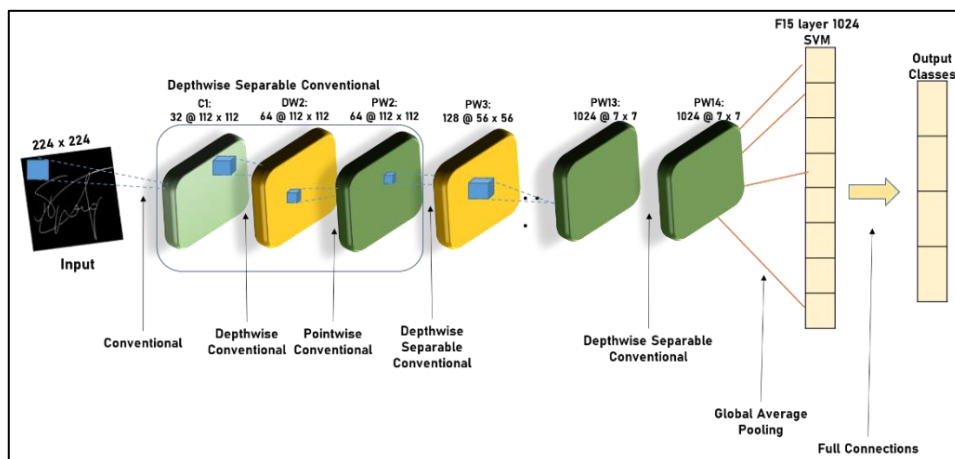 F15 layer 1024
SVM
Output
Classes
Depthwise Separable Conventional
C1:
32 @ 112 x 112
DW2:
64 @ 112 x 112
PW2:
64 @ 112 x 112
PW3:
128 @ 56 x 56
PW13:
1024 @ 7 x 7
PW14:
1024 @ 7 x 7
224 x 224
Input
Conventional
Depthwise
Conventional
Pointwise
Conventional
Depthwise
Separable
Conventional
Depthwise Separable
Conventional
Global Average
Pooling
Full Connections